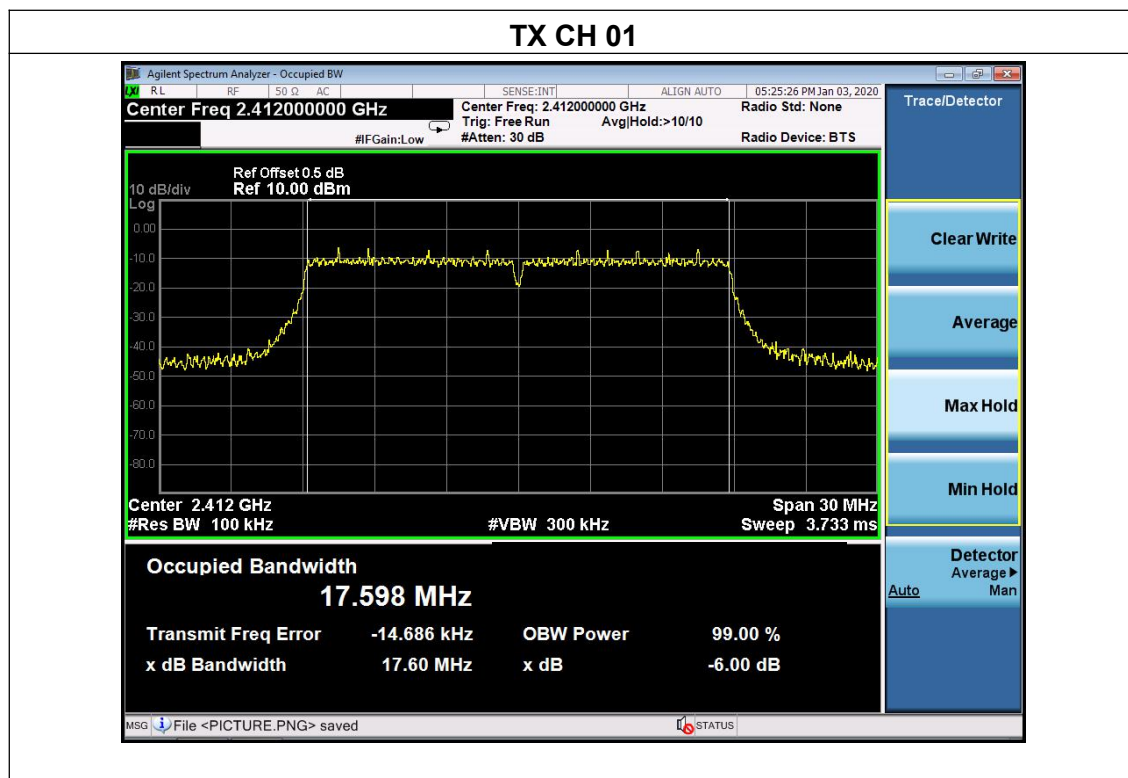 TX CH 01
Agilent Spectrum Analyzer - Occupied BW
LXI RL RF 50 Ω AC SENSE:INT ALIGN AUTO 05:25:26 PM Jan 03, 2020
Center Freq 2.412000000 GHz Center Freq: 2.412000000 GHz Radio Std: None
Trig: Free Run Avg|Hold:>10/10
#IFGain:Low #Atten: 30 dB Radio Device: BTS
Trace/Detector
Ref Offset 0.5 dB
10 dB/div Ref 10.00 dBm
Log
0.00
-10.0
-20.0
-30.0
-40.0
-50.0
-60.0
-70.0
-80.0
Center 2.412 GHz Span 30 MHz
#Res BW 100 kHz #VBW 300 kHz Sweep 3.733 ms
Clear Write
Average
Max Hold
Min Hold
Detector
Average▶
Auto Man
Occupied Bandwidth
17.598 MHz
Transmit Freq Error -14.686 kHz OBW Power 99.00 %
x dB Bandwidth 17.60 MHz x dB -6.00 dB
MSG File <PICTURE.PNG> saved STATUS